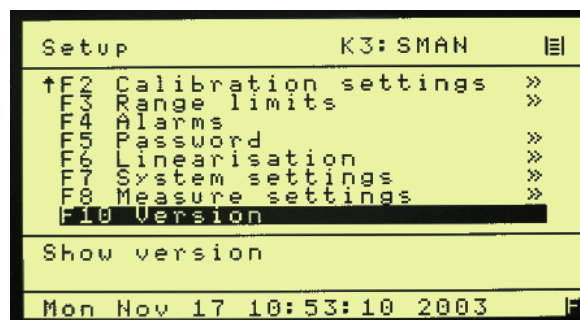 Setup K3:SMAN
↑F2 Calibration settings »
F3 Range limits »
F4 Alarms
F5 Password »
F6 Linearisation »
F7 System settings »
F8 Measure settings »
F10 Version
Show version
Mon Nov 17 10:53:10 2003